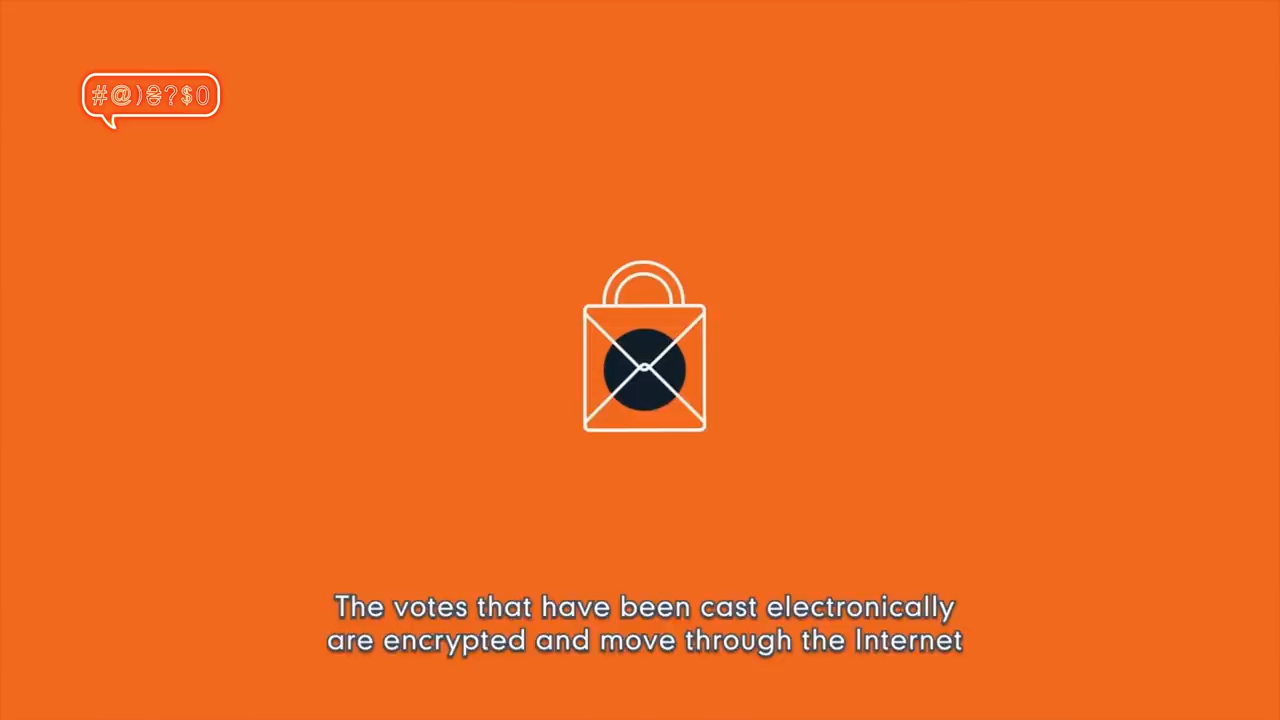 #@)₴?$0
The votes that have been cast electronically
are encrypted and move through the Internet